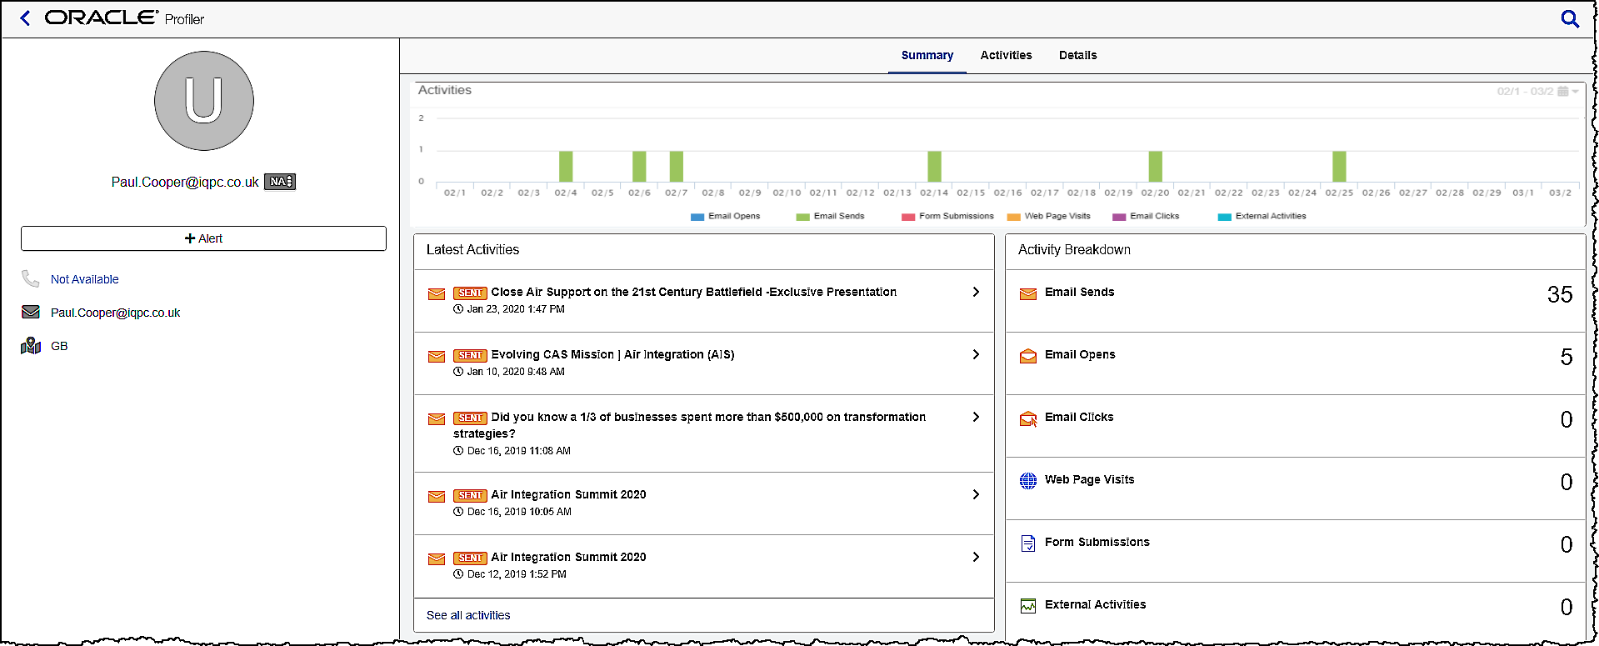 ORACLE Profiler
U
Paul.Cooper@iqpc.co.uk NA
+ Alert
Not Available
Paul.Cooper@iqpc.co.uk
GB
Summary Activities Details
Activities 02/1 - 03/2
2
1
0
02/1 02/2 02/3 02/4 02/5 02/6 02/7 02/8 02/9 02/10 02/11 02/12 02/13 02/14 02/15 02/16 02/17 02/18 02/19 02/20 02/21 02/22 02/23 02/24 02/25 02/26 02/27 02/28 02/29 03/1 03/2
Email Opens Email Sends Form Submissions Web Page Visits Email Clicks External Activities
Latest Activities
SENT Close Air Support on the 21st Century Battlefield -Exclusive Presentation
Jan 23, 2020 1:47 PM
SENT Evolving CAS Mission | Air Integration (AIS)
Jan 10, 2020 9:48 AM
SENT Did you know a 1/3 of businesses spent more than $500,000 on transformation
strategies?
Dec 16, 2019 11:08 AM
SENT Air Integration Summit 2020
Dec 16, 2019 10:05 AM
SENT Air Integration Summit 2020
Dec 12, 2019 1:52 PM
See all activities
Activity Breakdown
Email Sends 35
Email Opens 5
Email Clicks 0
Web Page Visits 0
Form Submissions 0
External Activities 0